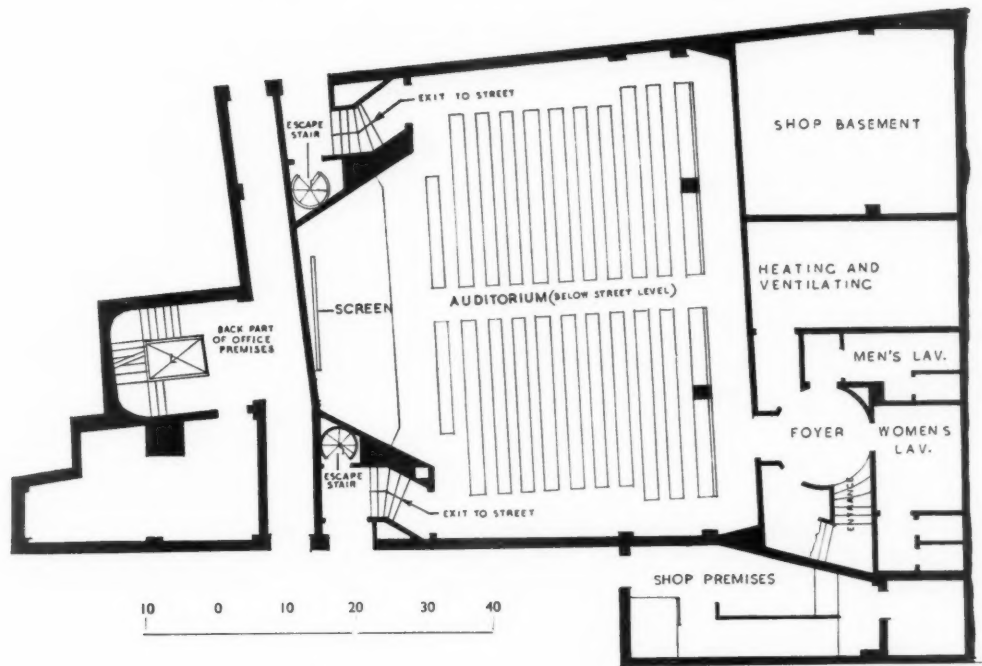 EXIT TO STREET
ESCAPE
STAIR
SHOP BASEMENT
HEATING AND
VENTILATING
AUDITORIUM (BELOW STREET LEVEL)
SCREEN
BACK PART
OF OFFICE
PREMISES
L
MEN'S LAV.
FOYER
WOMENS
LAV.
ENTRANCE
ESCAPE
STAIR
EXIT TO STREET
SHOP PREMISES
10 0 10 20 30 40